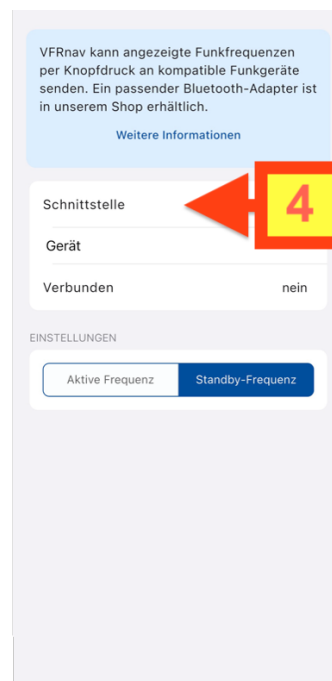 VFRnav kann angezeigte Funkfrequenzen
per Knopfdruck an kompatible Funkgeräte
senden. Ein passender Bluetooth-Adapter ist
in unserem Shop erhältlich.
Weitere Informationen
Schnittstelle
4
Gerät
Verbunden nein
EINSTELLUNGEN
Aktive Frequenz Standby-Frequenz